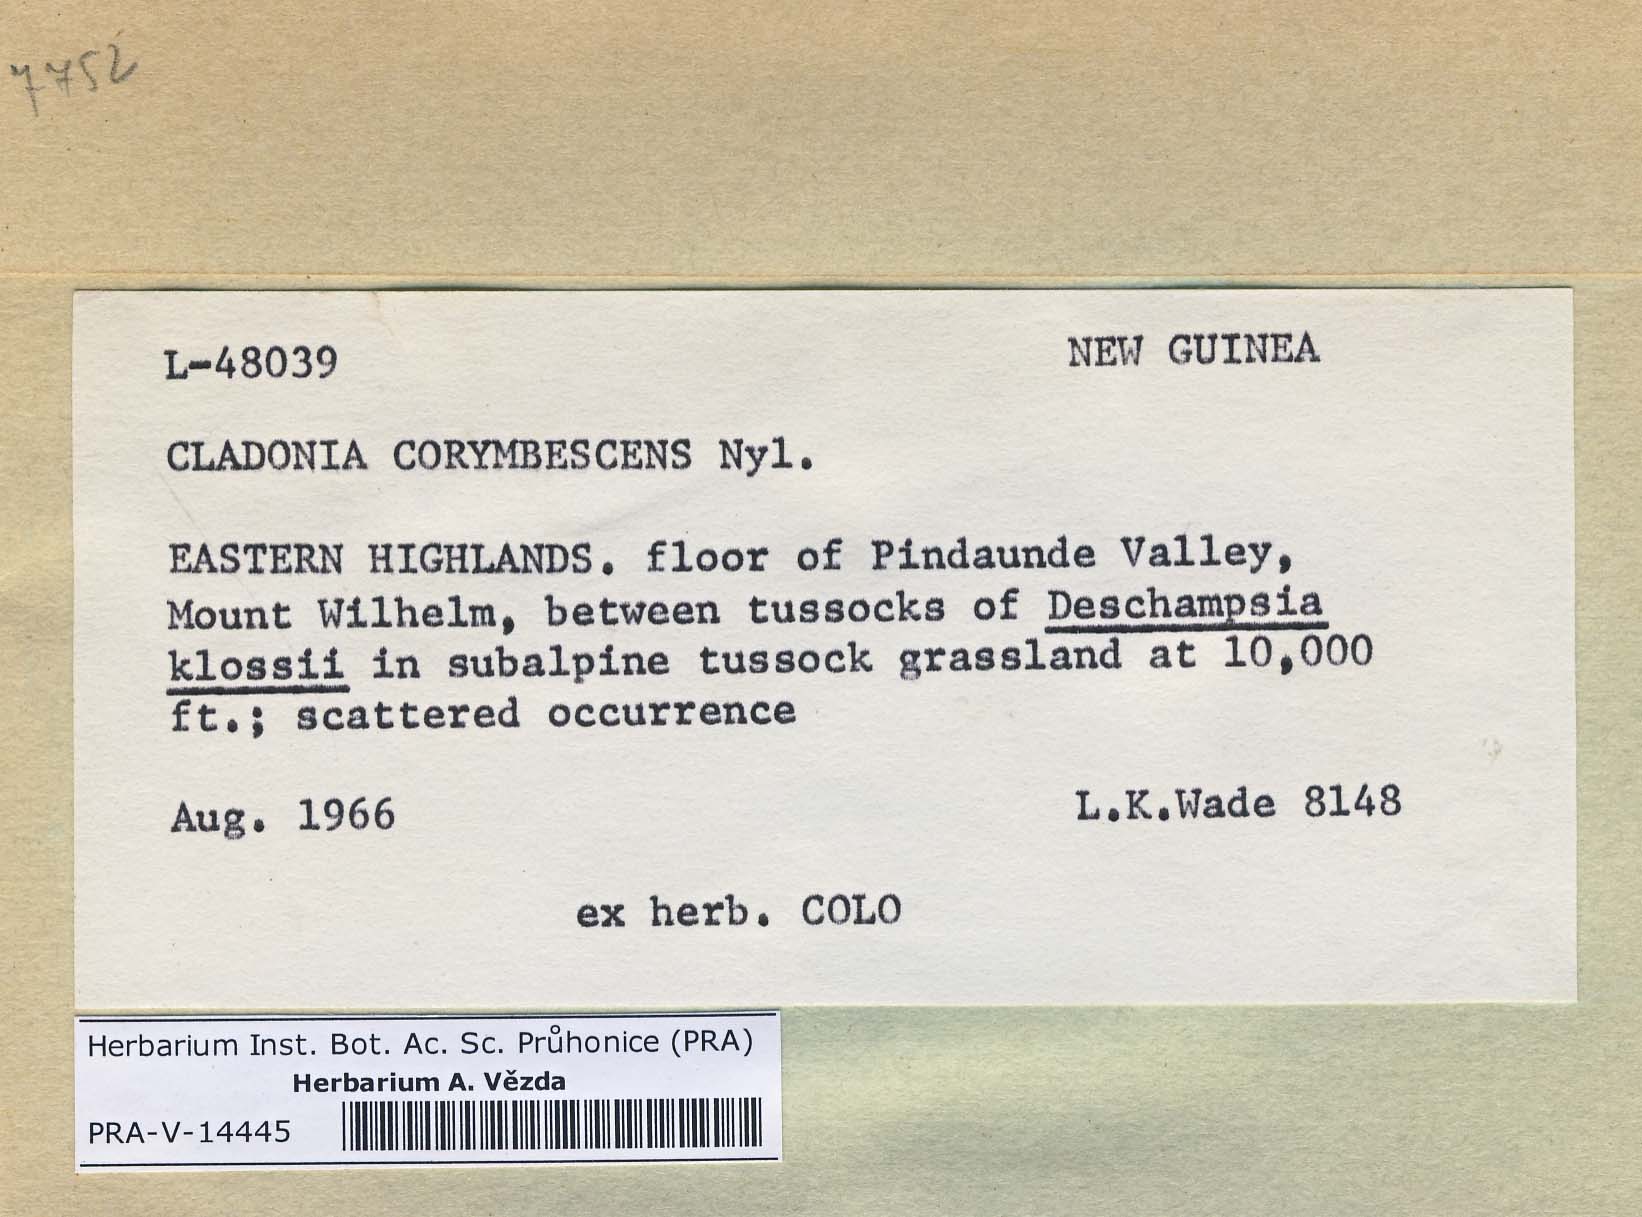 7752
L-48039 NEW GUINEA
CLADONIA CORYMBESCENS Nyl.
EASTERN HIGHLANDS. floor of Pindaunde Valley,
Mount Wilhelm, between tussocks of Deschampsia
klossii in subalpine tussock grassland at 10,000
ft.; scattered occurrence
Aug. 1966 L.K.Wade 8148
ex herb. COLO
Herbarium Inst. Bot. Ac. Sc. Průhonice (PRA)
Herbarium A. Vězda
PRA-V-14445